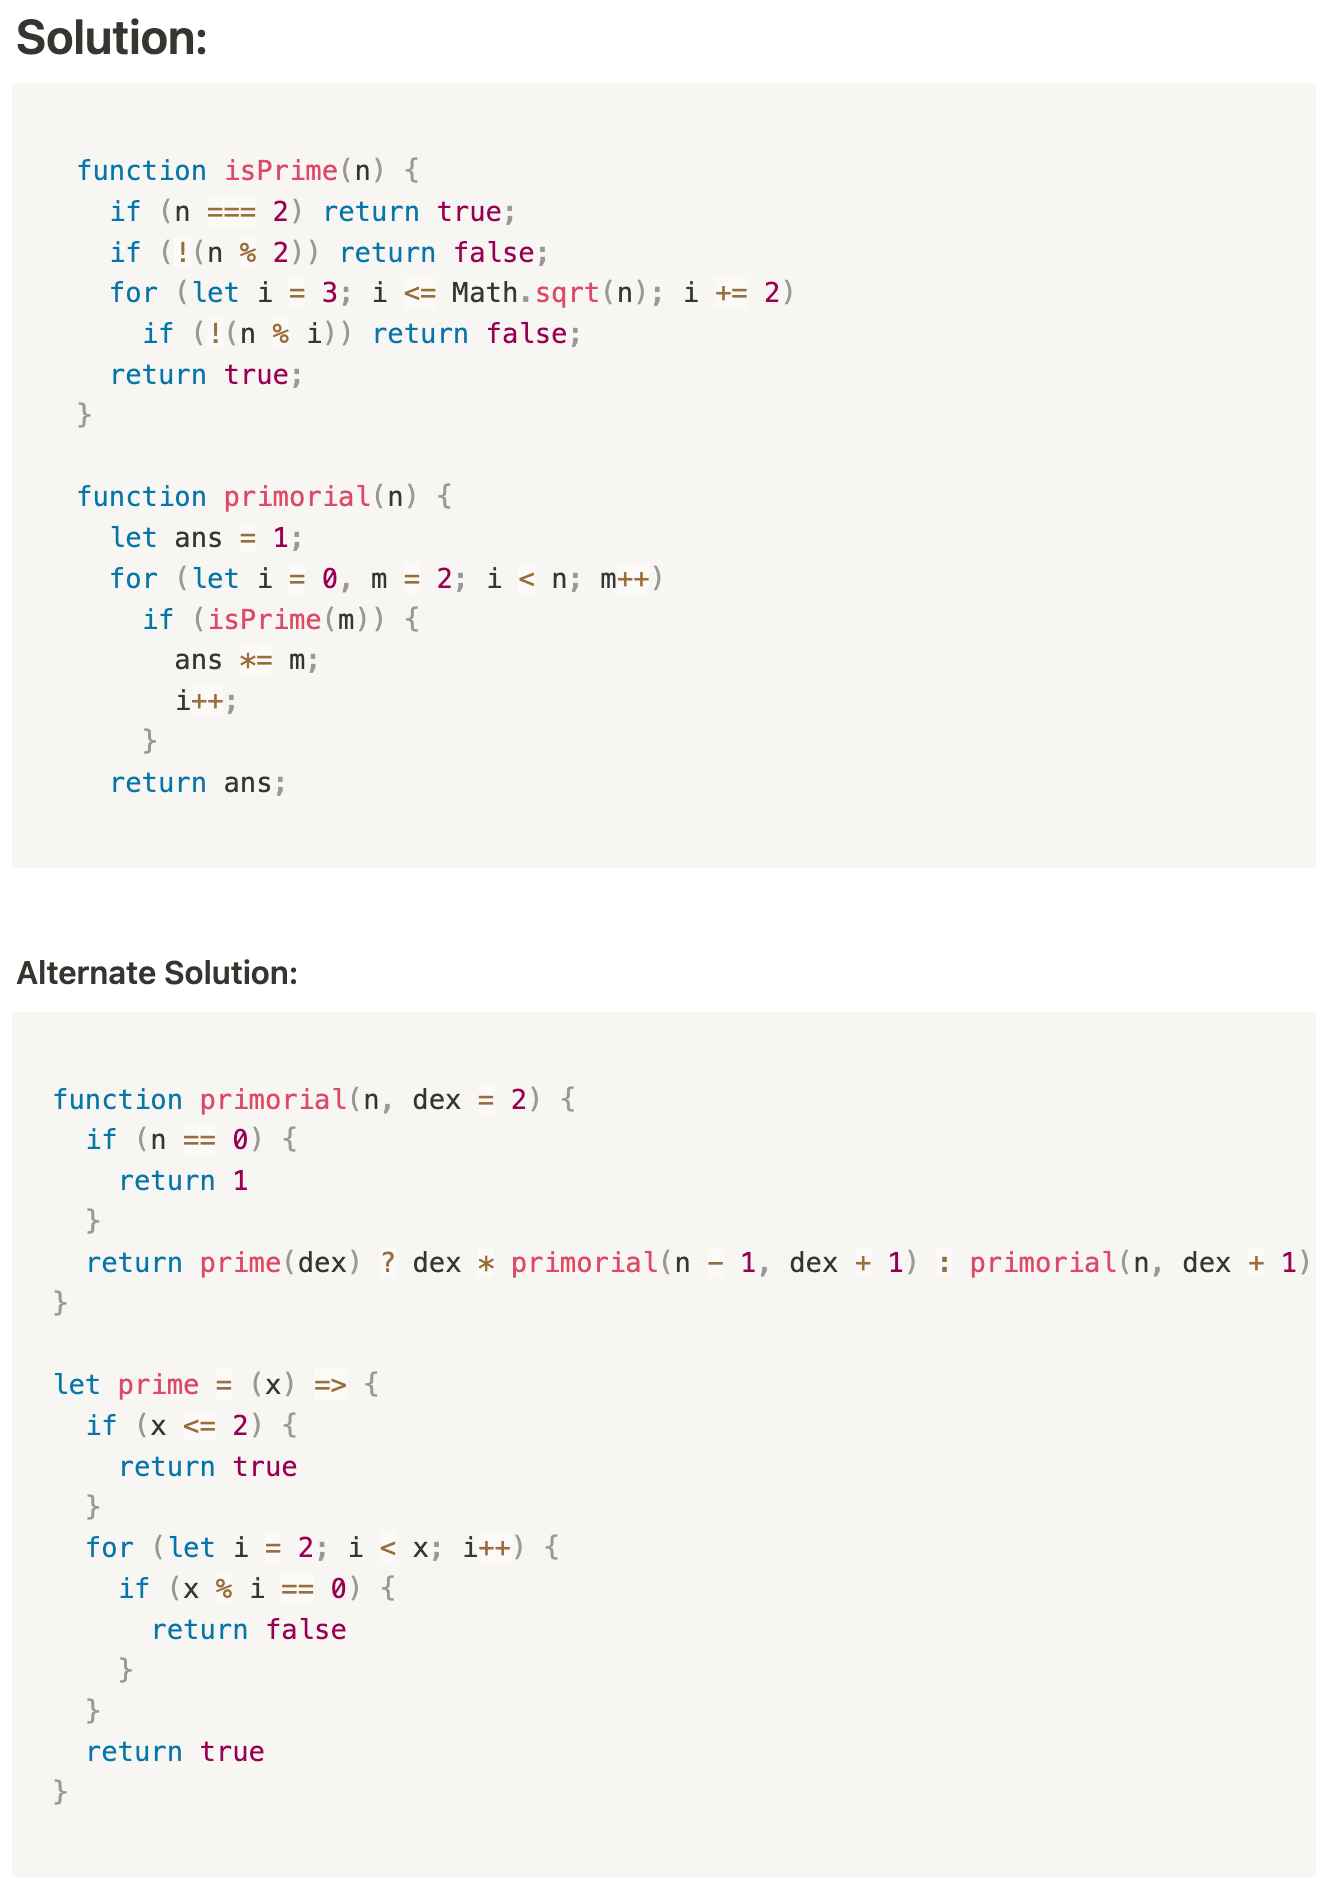 Solution:
function isPrime(n) {
  if (n === 2) return true;
  if (!(n % 2)) return false;
  for (let i = 3; i <= Math.sqrt(n); i += 2)
    if (!(n % i)) return false;
  return true;
}
function primorial(n) {
  let ans = 1;
  for (let i = 0, m = 2; i < n; m++)
    if (isPrime(m)) {
      ans *= m;
      i++;
    }
  return ans;
Alternate Solution:
function primorial(n, dex = 2) {
  if (n == 0) {
    return 1
  }
  return prime(dex) ? dex * primorial(n - 1, dex + 1) : primorial(n, dex + 1)
}
let prime = (x) => {
  if (x <= 2) {
    return true
  }
  for (let i = 2; i < x; i++) {
    if (x % i == 0) {
      return false
    }
  }
  return true
}